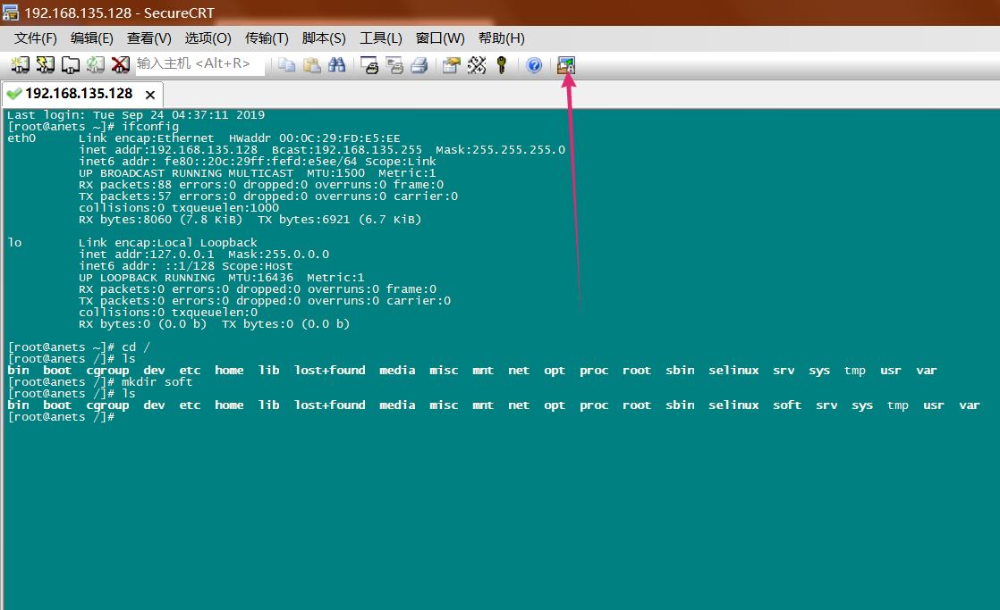 192.168.135.128 - SecureCRT
文件(F) 编辑(E) 查看(V) 选项(O) 传输(T) 脚本(S) 工具(L) 窗口(W) 帮助(H)
输入主机 <Alt+R>
192.168.135.128
Last login: Tue Sep 24 04:37:11 2019
[root@anets ~]# ifconfig
eth0      Link encap:Ethernet  HWaddr 00:0C:29:FD:E5:EE
          inet addr:192.168.135.128  Bcast:192.168.135.255  Mask:255.255.255.0
          inet6 addr: fe80::20c:29ff:fefd:e5ee/64 Scope:Link
          UP BROADCAST RUNNING MULTICAST  MTU:1500  Metric:1
          RX packets:88 errors:0 dropped:0 overruns:0 frame:0
          TX packets:57 errors:0 dropped:0 overruns:0 carrier:0
          collisions:0 txqueuelen:1000
          RX bytes:8060 (7.8 KiB)  TX bytes:6921 (6.7 KiB)
lo        Link encap:Local Loopback
          inet addr:127.0.0.1  Mask:255.0.0.0
          inet6 addr: ::1/128 Scope:Host
          UP LOOPBACK RUNNING  MTU:16436  Metric:1
          RX packets:0 errors:0 dropped:0 overruns:0 frame:0
          TX packets:0 errors:0 dropped:0 overruns:0 carrier:0
          collisions:0 txqueuelen:0
          RX bytes:0 (0.0 b)  TX bytes:0 (0.0 b)
[root@anets ~]# cd /
[root@anets /]# ls
bin  boot  cgroup  dev  etc  home  lib  lost+found  media  misc  mnt  net  opt  proc  root  sbin  selinux  srv  sys  tmp  usr  var
[root@anets /]# mkdir soft
[root@anets /]# ls
bin  boot  cgroup  dev  etc  home  lib  lost+found  media  misc  mnt  net  opt  proc  root  sbin  selinux  soft  srv  sys  tmp  usr  var
[root@anets /]#